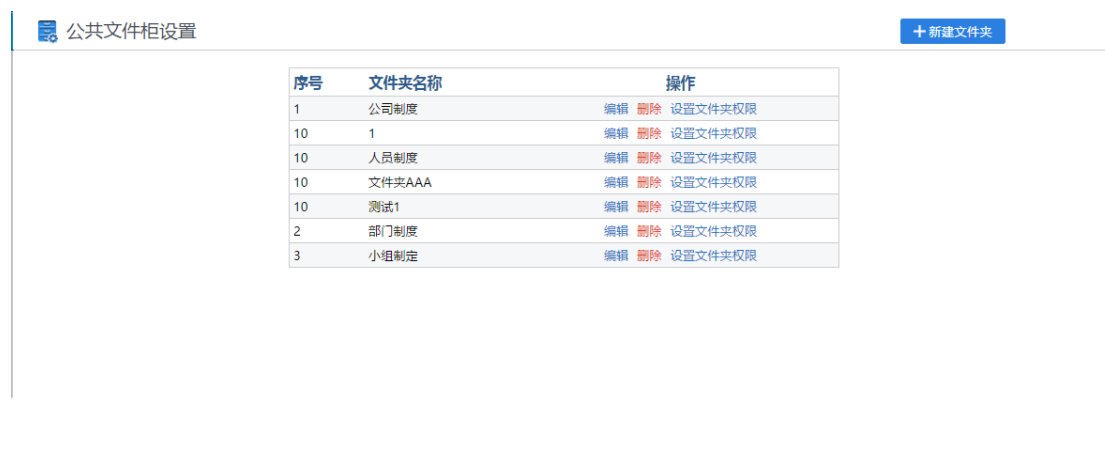 公共文件柜设置 新建文件夹
序号 文件夹名称 操作
1 公司制度 编辑 删除 设置文件夹权限
10 1 编辑 删除 设置文件夹权限
10 人员制度 编辑 删除 设置文件夹权限
10 文件夹AAA 编辑 删除 设置文件夹权限
10 测试1 编辑 删除 设置文件夹权限
2 部门制度 编辑 删除 设置文件夹权限
3 小组制定 编辑 删除 设置文件夹权限